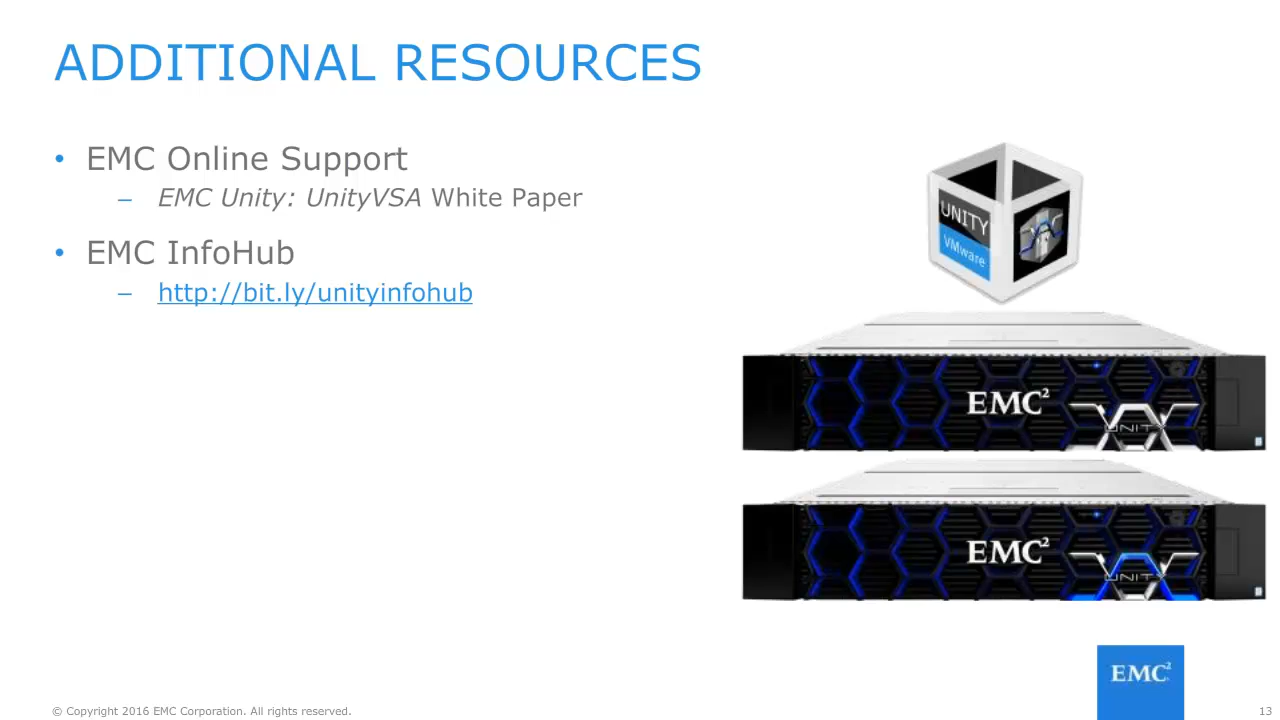 ADDITIONAL RESOURCES
• EMC Online Support
– EMC Unity: UnityVSA White Paper
• EMC InfoHub
– http://bit.ly/unityinfohub
UNITY
VMware
EMC²
UNITY
EMC²
UNITY
EMC²
© Copyright 2016 EMC Corporation. All rights reserved.
13